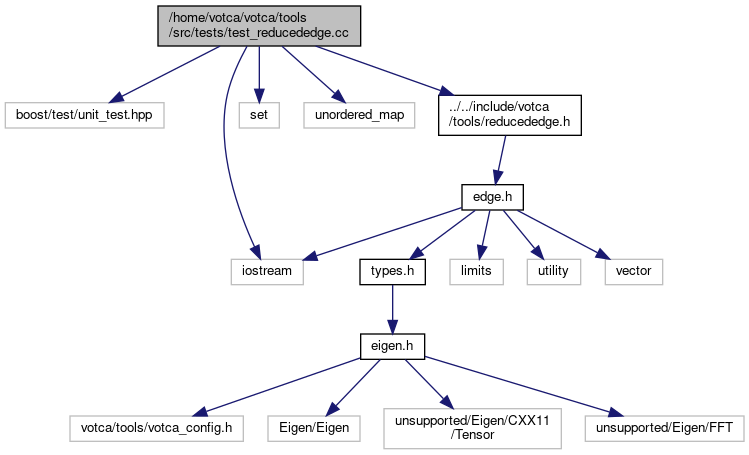 /home/votca/votca/tools
/src/tests/test_reducededge.cc
boost/test/unit_test.hpp
set
unordered_map
../../include/votca
/tools/reducededge.h
edge.h
iostream
types.h
limits
utility
vector
eigen.h
votca/tools/votca_config.h
Eigen/Eigen
unsupported/Eigen/CXX11
/Tensor
unsupported/Eigen/FFT